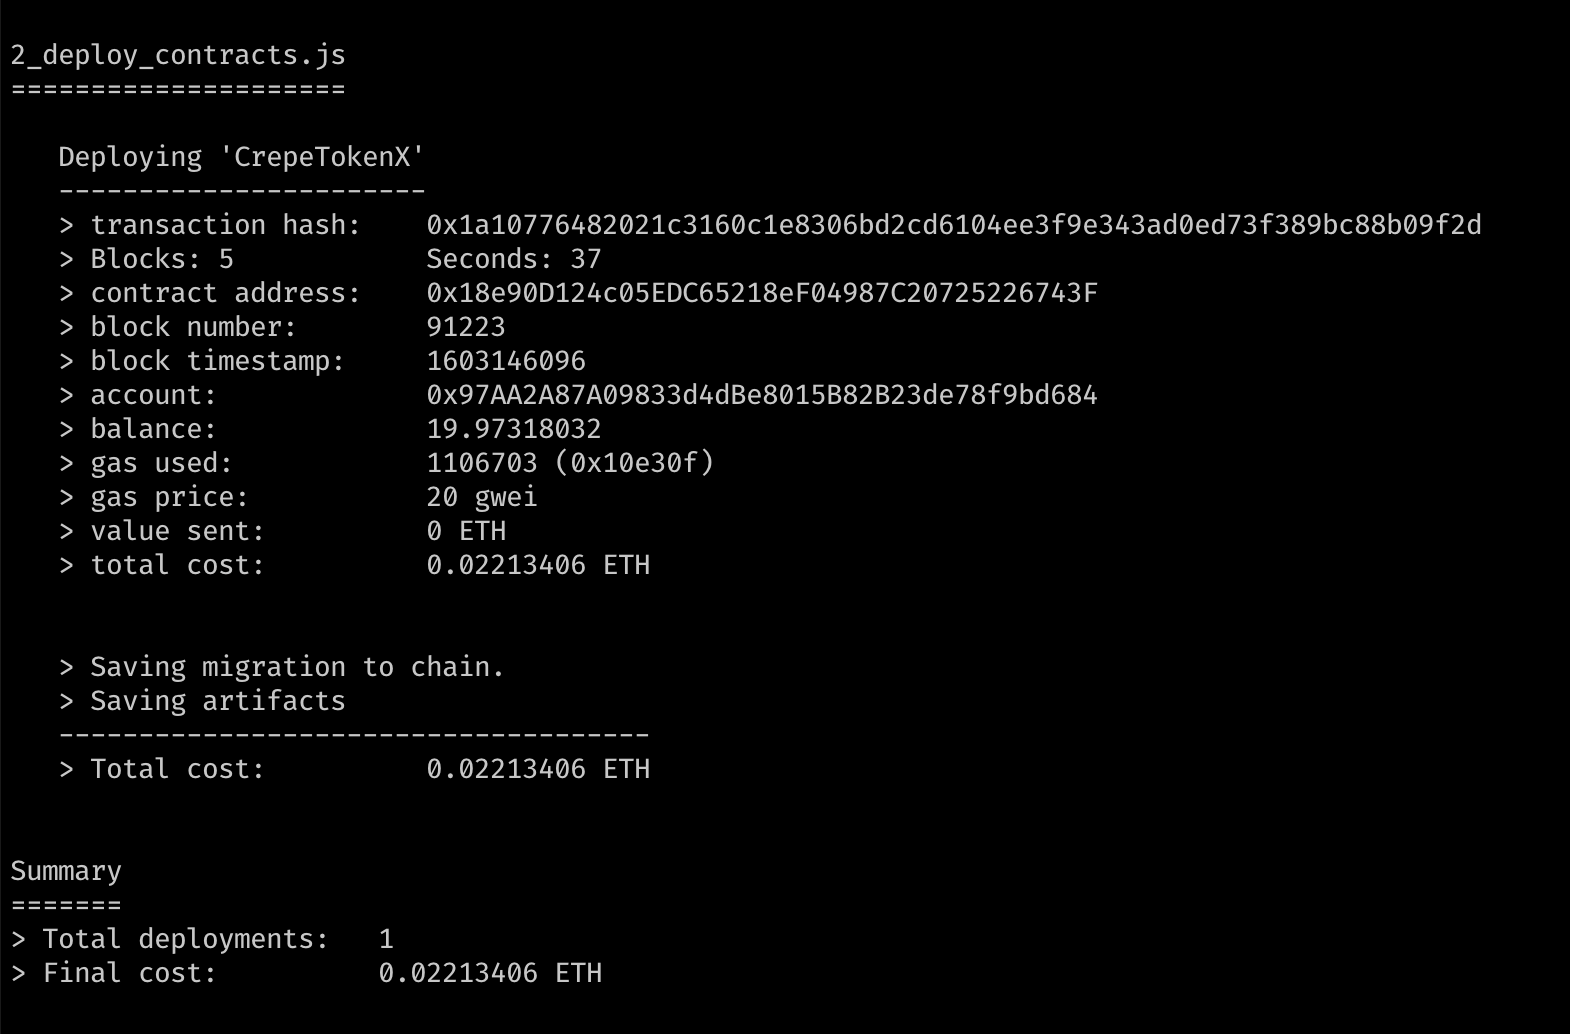 2_deploy_contracts.js
=====================
Deploying 'CrepeTokenX'
-----------------------
> transaction hash:    0x1a10776482021c3160c1e8306bd2cd6104ee3f9e343ad0ed73f389bc88b09f2d
> Blocks: 5            Seconds: 37
> contract address:    0x18e90D124c05EDC65218eF04987C20725226743F
> block number:        91223
> block timestamp:     1603146096
> account:             0x97AA2A87A09833d4dBe8015B82B23de78f9bd684
> balance:             19.97318032
> gas used:            1106703 (0x10e30f)
> gas price:           20 gwei
> value sent:          0 ETH
> total cost:          0.02213406 ETH
> Saving migration to chain.
> Saving artifacts
-------------------------------------
> Total cost:          0.02213406 ETH
Summary
=======
> Total deployments:   1
> Final cost:          0.02213406 ETH